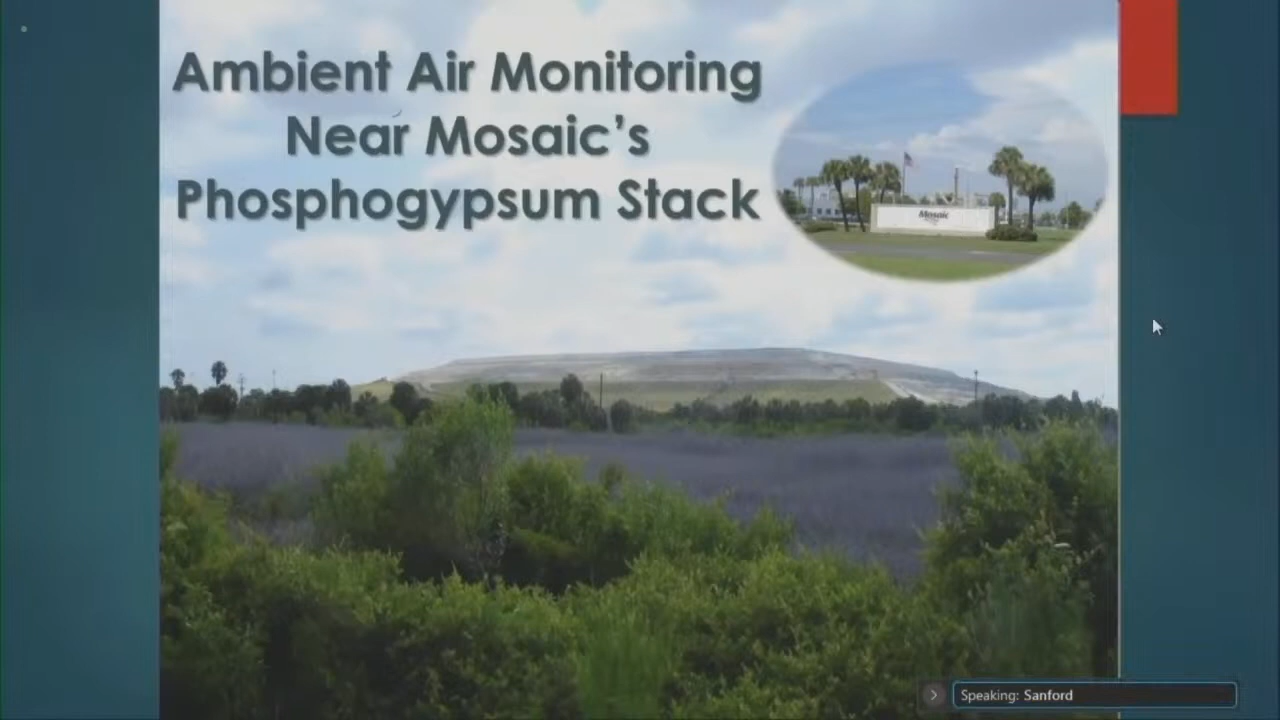 Ambient Air Monitoring
Near Mosaic's
Phosphogypsum Stack
Mosaic
Speaking: Sanford